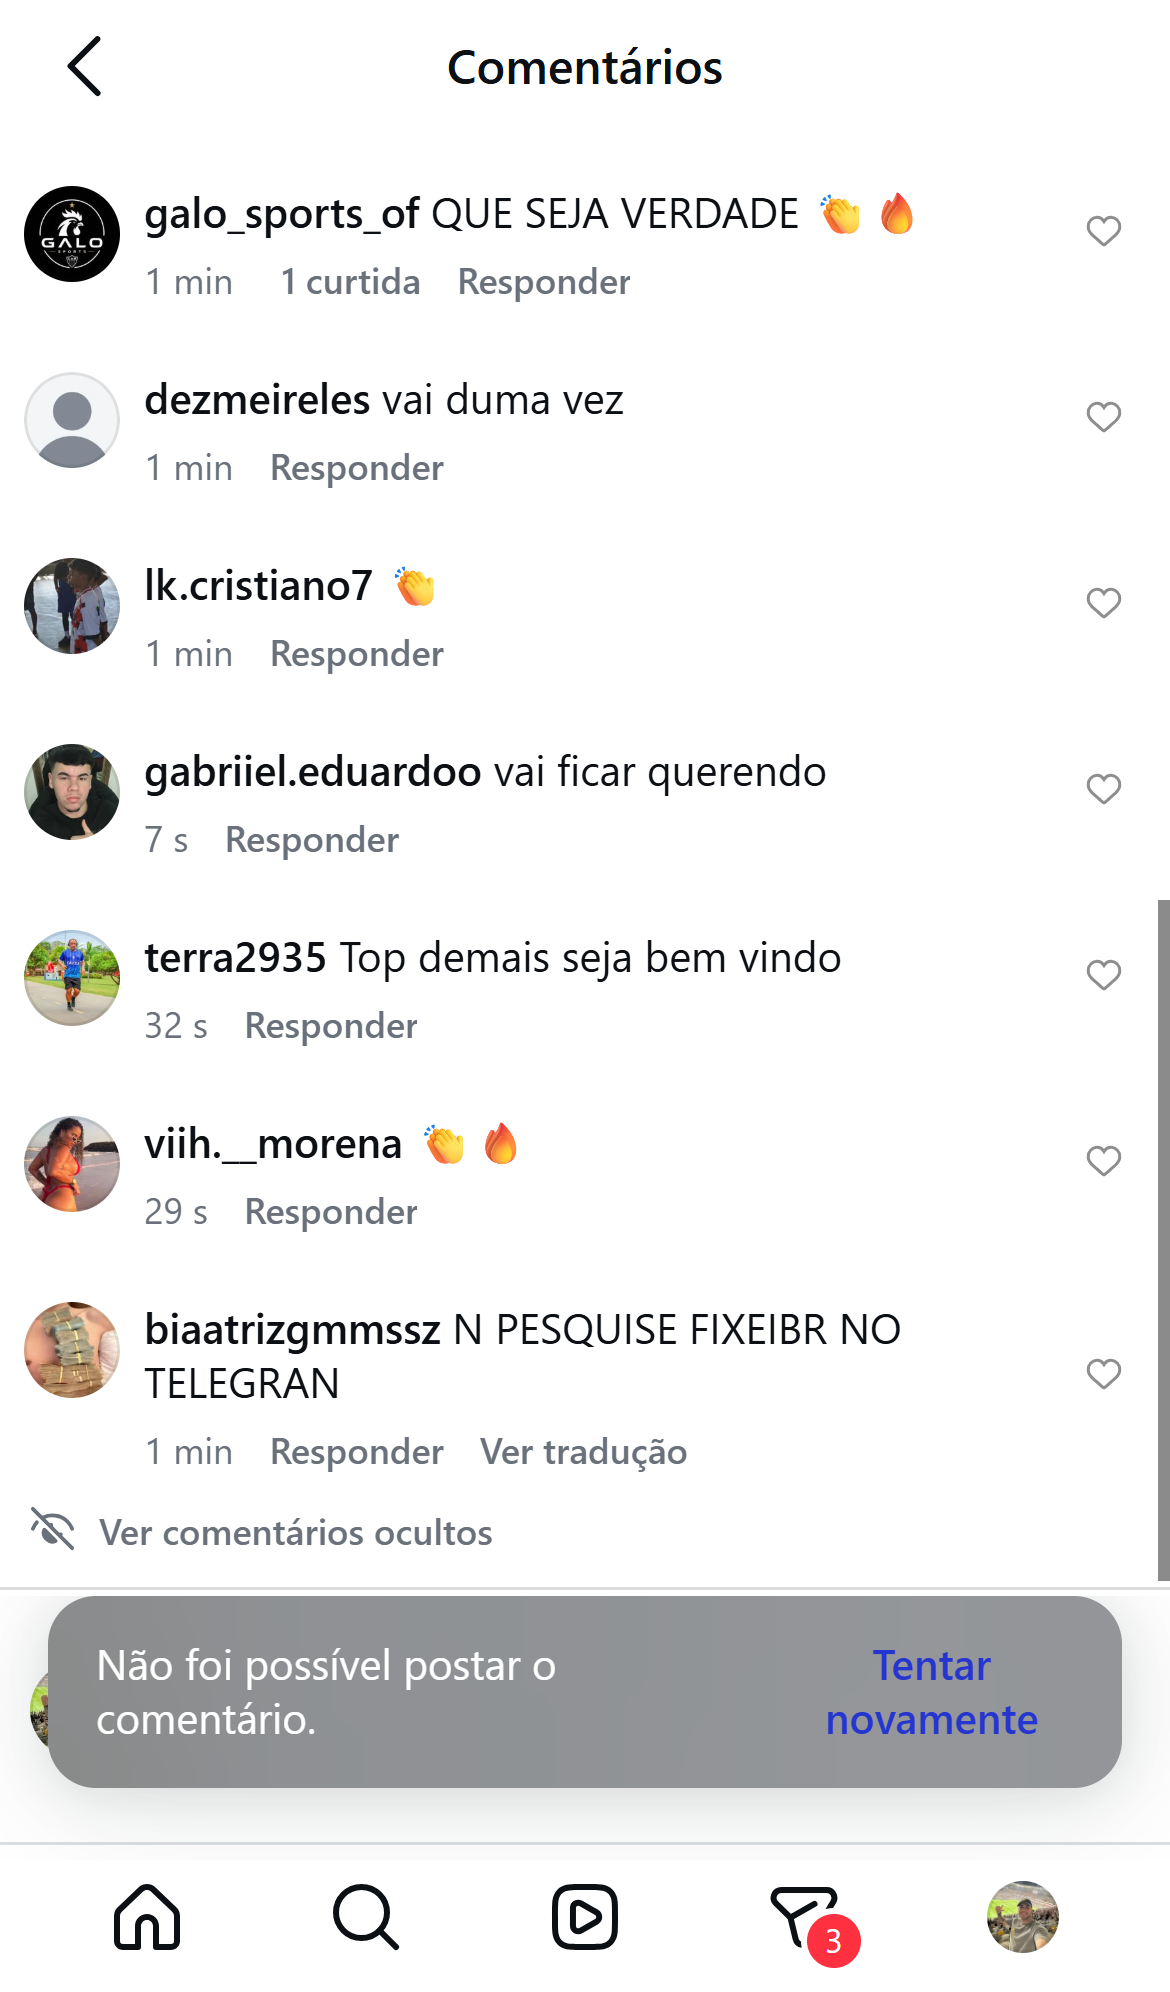 Comentários
GALO
SPORTS
galo_sports_of QUE SEJA VERDADE 👏🔥
1 min 1 curtida Responder
dezmeireles vai duma vez
1 min Responder
lk.cristiano7 👏
1 min Responder
gabriiel.eduardoo vai ficar querendo
7 s Responder
terra2935 Top demais seja bem vindo
32 s Responder
viih.__morena 👏🔥
29 s Responder
biaatrizgmmssz N PESQUISE FIXEIBR NO
TELEGRAN
1 min Responder Ver tradução
Ver comentários ocultos
Não foi possível postar o
comentário.
Tentar
novamente
3